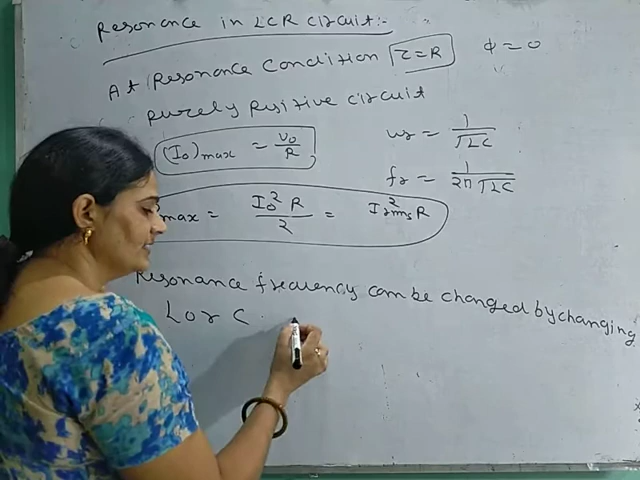 Resonance in LCR circuit:-
At Resonance Condition Z=R φ=0
purely risitive circuit
(I₀)max = V₀/R ωr = 1/√LC
fr = 1/2π√LC
max = I₀²R/2 = I²rms R
Resonance frequency can be changed by changing
L or C.